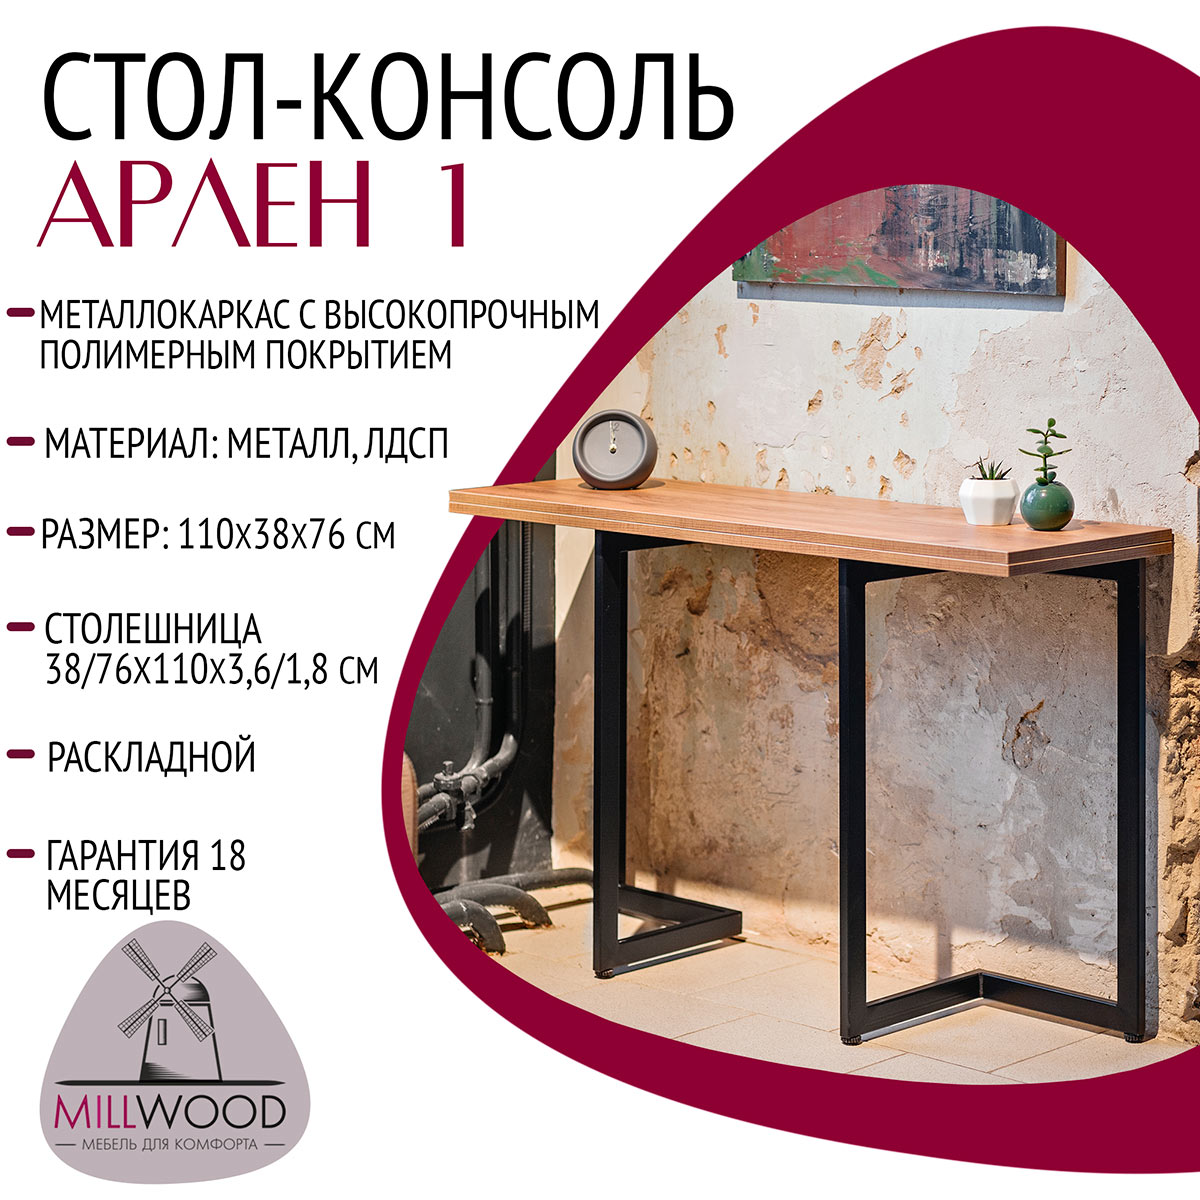 СТОЛ-КОНСОЛЬ
АРЛЕН 1
МЕТАЛЛОКАРКАС С ВЫСОКОПРОЧНЫМ
ПОЛИМЕРНЫМ ПОКРЫТИЕМ
МАТЕРИАЛ: МЕТАЛЛ, ЛДСП
РАЗМЕР: 110х38х76 СМ
СТОЛЕШНИЦА
38/76Х110х3,6/1,8 СМ
РАСКЛАДНОЙ
ГАРАНТИЯ 18
МЕСЯЦЕВ
MILLWOOD
— МЕБЕЛЬ ДЛЯ КОМФОРТА —